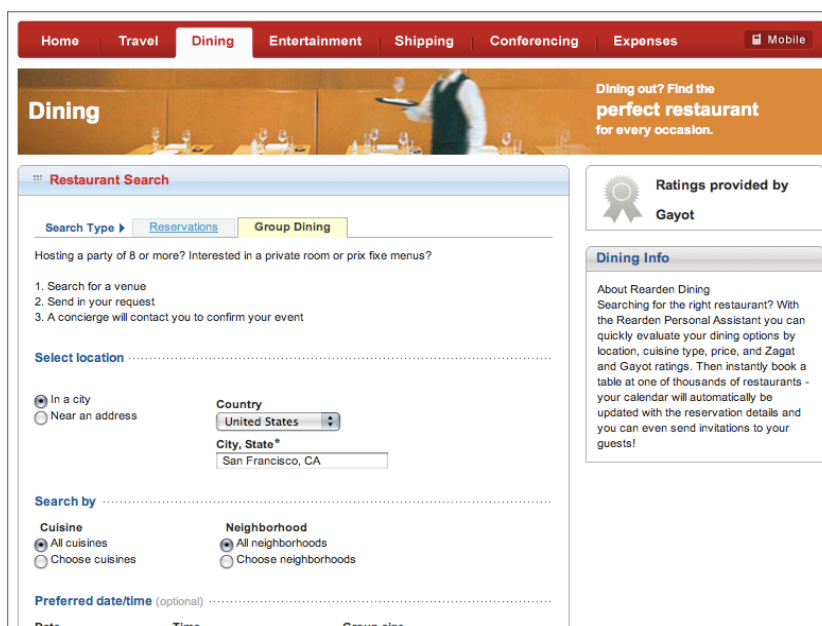 Home Travel Dining Entertainment Shipping Conferencing Expenses Mobile
Dining
Dining out? Find the
perfect restaurant
for every occasion.
Restaurant Search
Search Type Reservations Group Dining
Hosting a party of 8 or more? Interested in a private room or prix fixe menus?
1. Search for a venue
2. Send in your request
3. A concierge will contact you to confirm your event
Select location
In a city
Near an address
Country
United States
City, State*
San Francisco, CA
Search by
Cuisine
All cuisines
Choose cuisines
Neighborhood
All neighborhoods
Choose neighborhoods
Preferred date/time (optional)
Date Time Group size
Ratings provided by
Gayot
Dining Info
About Rearden Dining
Searching for the right restaurant? With
the Rearden Personal Assistant you can
quickly evaluate your dining options by
location, cuisine type, price, and Zagat
and Gayot ratings. Then instantly book a
table at one of thousands of restaurants -
your calendar will automatically be
updated with the reservation details and
you can even send invitations to your
guests!